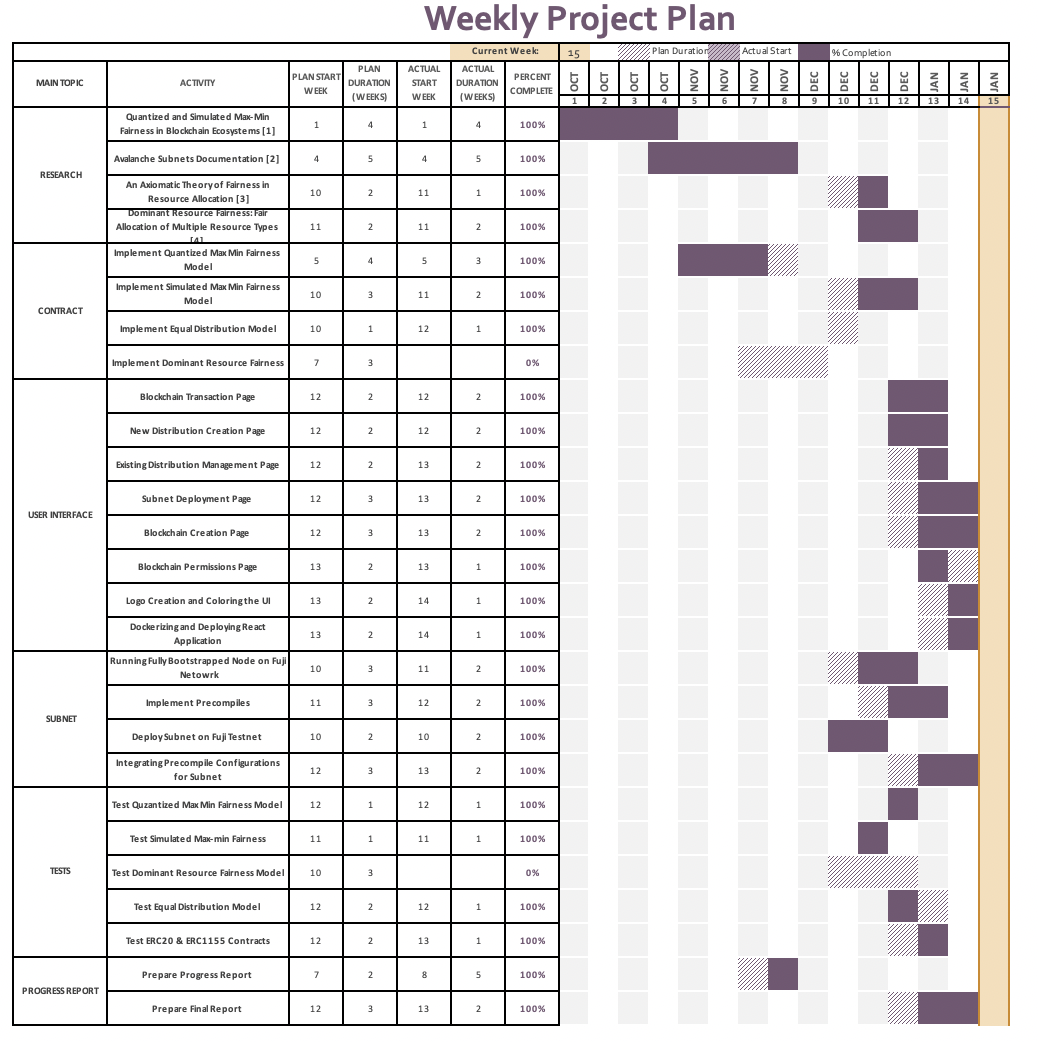 Weekly Project Plan
Current Week: 15 Plan Duration Actual Start % Completion
MAIN TOPIC ACTIVITY PLAN START WEEK PLAN DURATION (WEEKS) ACTUAL START WEEK ACTUAL DURATION (WEEKS) PERCENT COMPLETE OCT OCT OCT OCT NOV NOV NOV NOV DEC DEC DEC DEC JAN JAN JAN
1 2 3 4 5 6 7 8 9 10 11 12 13 14 15
RESEARCH
Quantized and Simulated Max-Min
Fairness in Blockchain Ecosystems [1] 1 4 1 4 100%
Avalanche Subnets Documentation [2] 4 5 4 5 100%
An Axiomatic Theory of Fairness in
Resource Allocation [3] 10 2 11 1 100%
Dominant Resource Fairness: Fair
Allocation of Multiple Resource Types
[4] 11 2 11 2 100%
CONTRACT
Implement Quantized MaxMin Fairness
Model 5 4 5 3 100%
Implement Simulated MaxMin Fairness
Model 10 3 11 2 100%
Implement Equal Distribution Model 10 1 12 1 100%
Implement Dominant Resource Fairness 7 3 0%
USER INTERFACE
Blockchain Transaction Page 12 2 12 2 100%
New Distribution Creation Page 12 2 12 2 100%
Existing Distribution Management Page 12 2 13 2 100%
Subnet Deployment Page 12 3 13 2 100%
Blockchain Creation Page 12 3 13 2 100%
Blockchain Permissions Page 13 2 13 1 100%
Logo Creation and Coloring the UI 13 2 14 1 100%
Dockerizing and Deploying React
Application 13 2 14 1 100%
SUBNET
Running Fully Bootstrapped Node on Fuji
Netowrk 10 3 11 2 100%
Implement Precompiles 11 3 12 2 100%
Deploy Subnet on Fuji Testnet 10 2 10 2 100%
Integrating Precompile Configurations
for Subnet 12 3 13 2 100%
TESTS
Test Quzantized MaxMin Fairness Model 12 1 12 1 100%
Test Simulated Max-min Fairness 11 1 11 1 100%
Test Dominant Resource Fairness Model 10 3 0%
Test Equal Distribution Model 12 2 12 1 100%
Test ERC20 & ERC1155 Contracts 12 2 13 1 100%
PROGRESS REPORT
Prepare Progress Report 7 2 8 5 100%
Prepare Final Report 12 3 13 2 100%